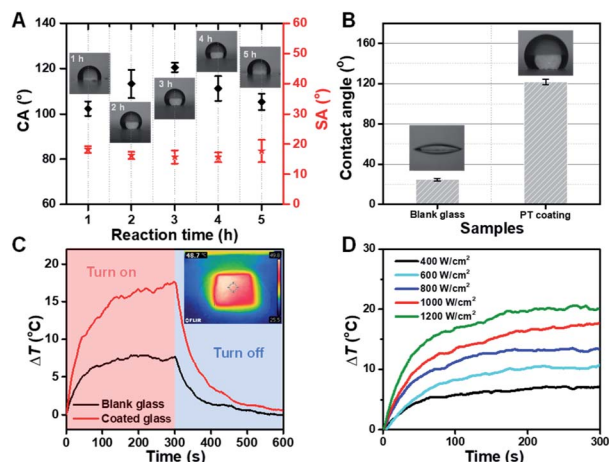 A
CA (°)
140
120
100
80
60
1 h
2 h
3 h
4 h
5 h
60
50
40
30
20
10
0
SA (°)
1 2 3 4 5
Reaction time (h)
B
Contact angle (°)
160
120
80
40
0
Blank glass PT coating
Samples
C
ΔT (°C)
20
15
10
5
0
Turn on
48.7 °C
FLIR
Turn off
Blank glass
Coated glass
0 100 200 300 400 500 600
Time (s)
D
ΔT (°C)
30
20
10
0
400 W/cm²
600 W/cm²
800 W/cm²
1000 W/cm²
1200 W/cm²
0 100 200 300
Time (s)